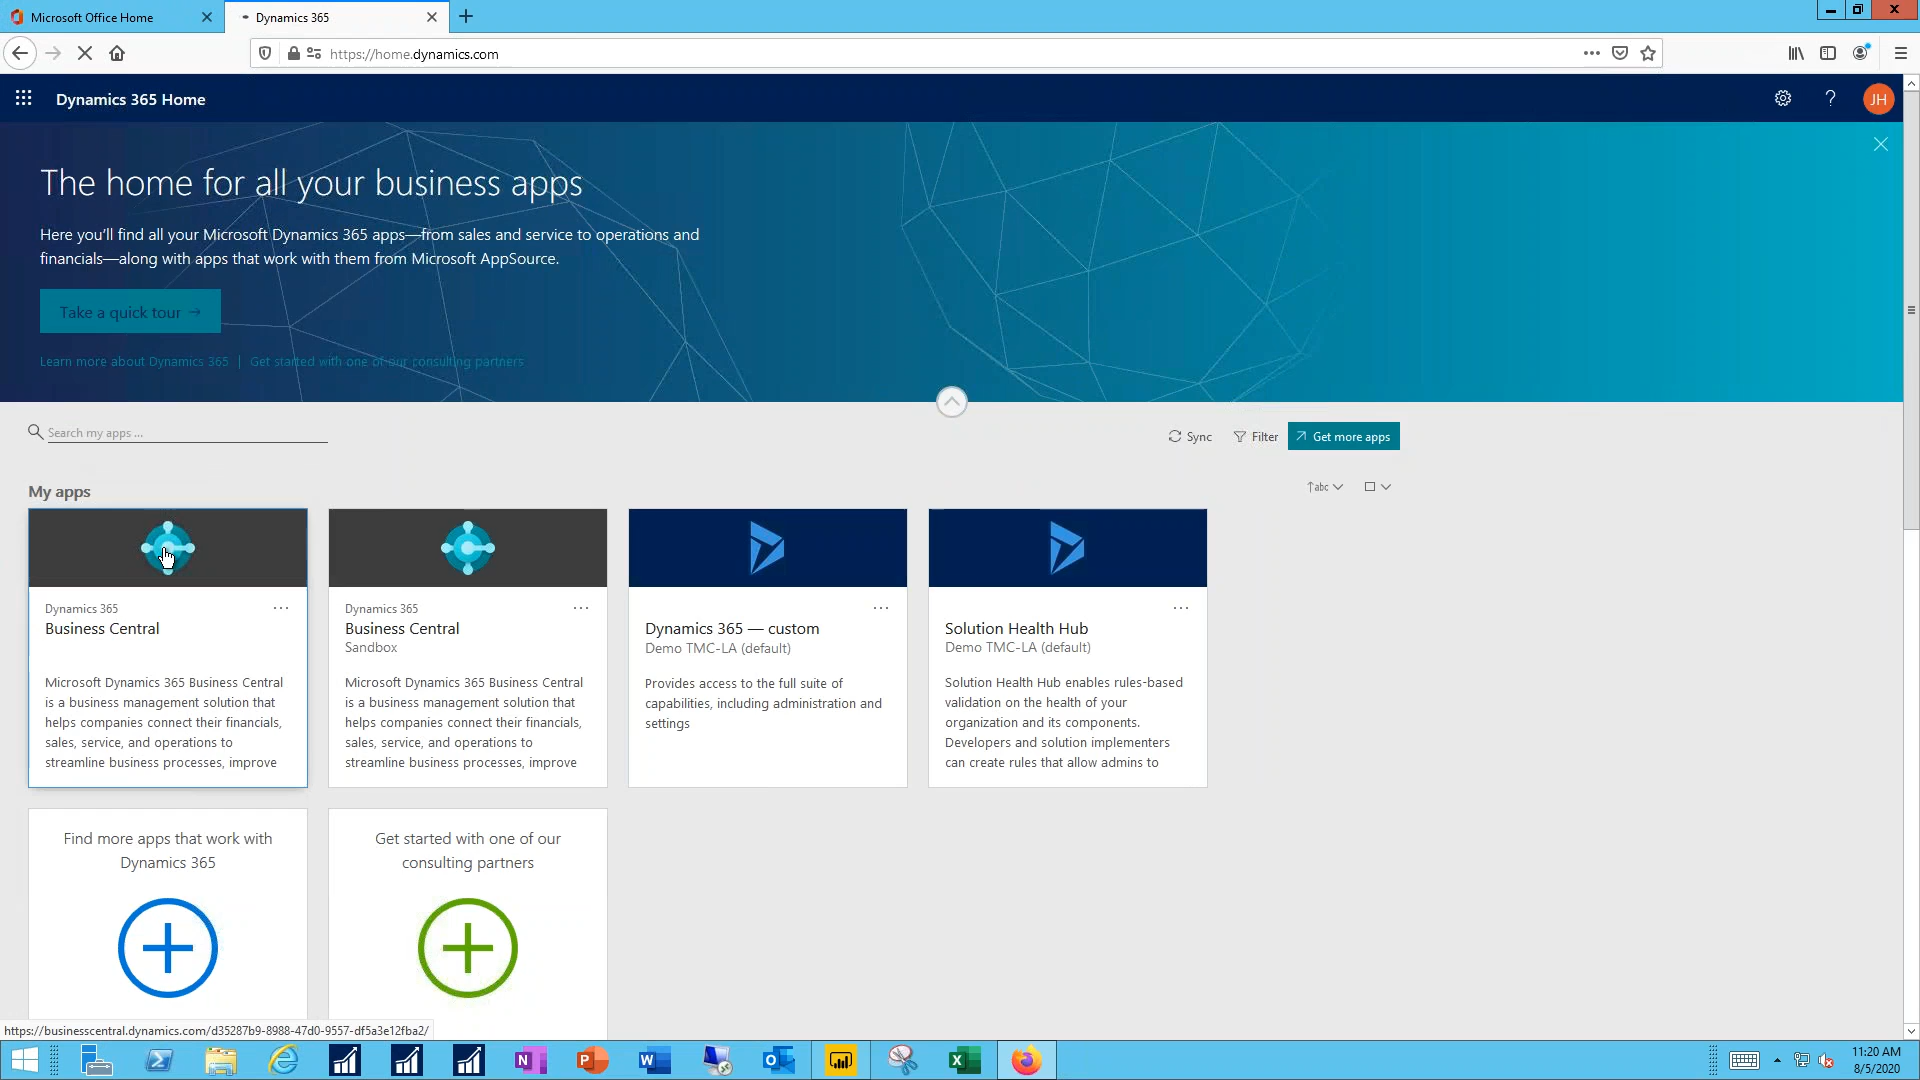 Microsoft Office Home
Dynamics 365
https://home.dynamics.com
Dynamics 365 Home
JH
The home for all your business apps
Here you'll find all your Microsoft Dynamics 365 apps—from sales and service to operations and
financials—along with apps that work with them from Microsoft AppSource.
Take a quick tour →
Learn more about Dynamics 365 | Get started with one of our consulting partners
Search my apps ...
Sync
Filter
Get more apps
My apps
↑abc
Dynamics 365 ...
Business Central
Microsoft Dynamics 365 Business Central
is a business management solution that
helps companies connect their financials,
sales, service, and operations to
streamline business processes, improve
Dynamics 365 ...
Business Central
Sandbox
Microsoft Dynamics 365 Business Central
is a business management solution that
helps companies connect their financials,
sales, service, and operations to
streamline business processes, improve
...
Dynamics 365 — custom
Demo TMC-LA (default)
Provides access to the full suite of
capabilities, including administration and
settings
...
Solution Health Hub
Demo TMC-LA (default)
Solution Health Hub enables rules-based
validation on the health of your
organization and its components.
Developers and solution implementers
can create rules that allow admins to
Find more apps that work with
Dynamics 365
Get started with one of our
consulting partners
https://businesscentral.dynamics.com/d35287b9-8988-47d0-9557-df5a3e12fba2/
11:20 AM
8/5/2020